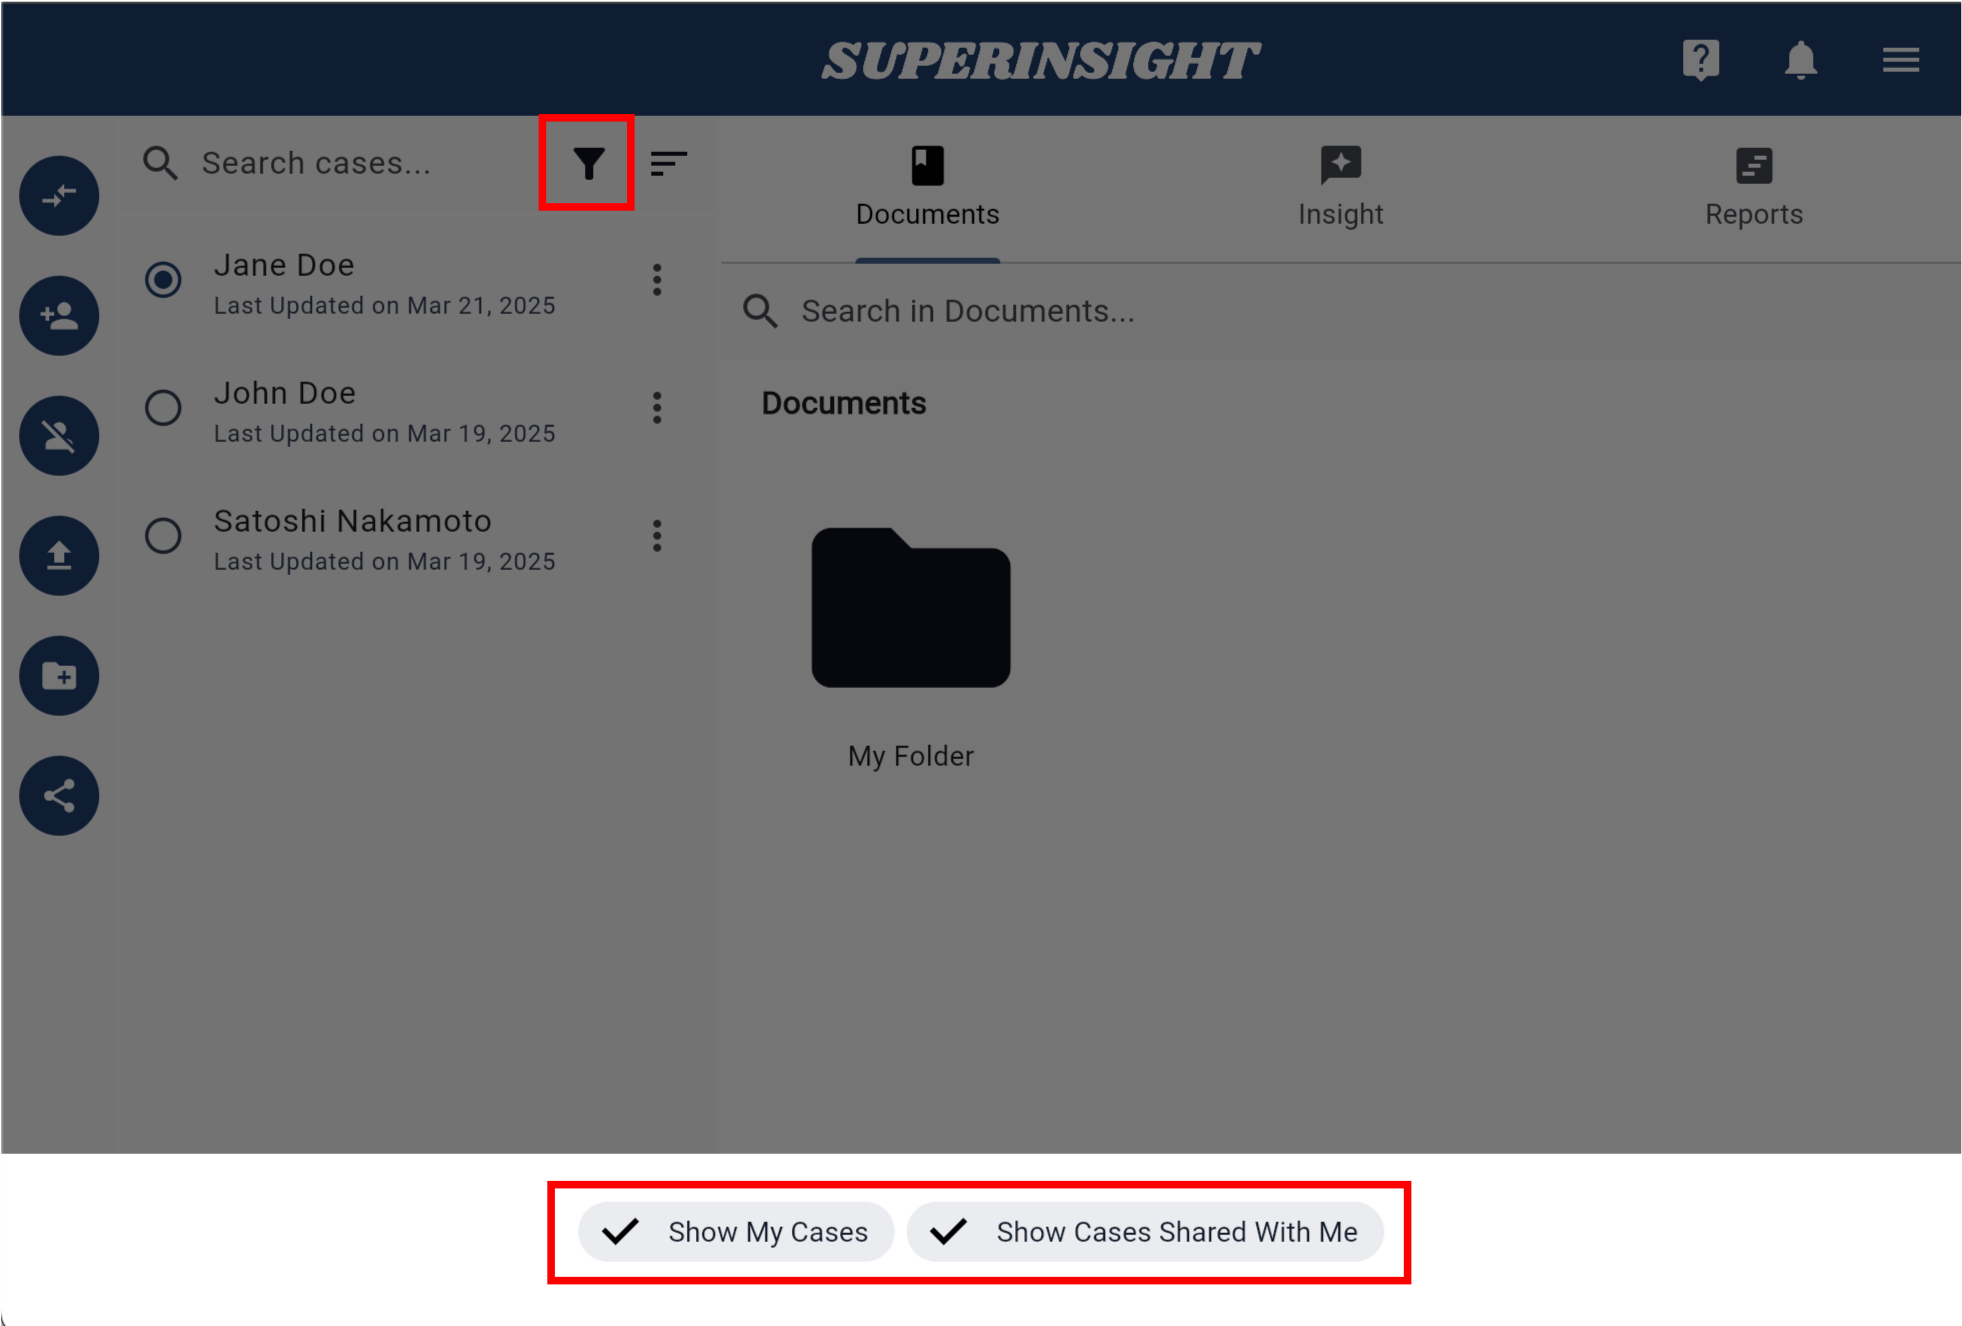 SUPERINSIGHT
Search cases...
Jane Doe
Last Updated on Mar 21, 2025
John Doe
Last Updated on Mar 19, 2025
Satoshi Nakamoto
Last Updated on Mar 19, 2025
Documents
Insight
Reports
Search in Documents...
Documents
My Folder
Show My Cases
Show Cases Shared With Me